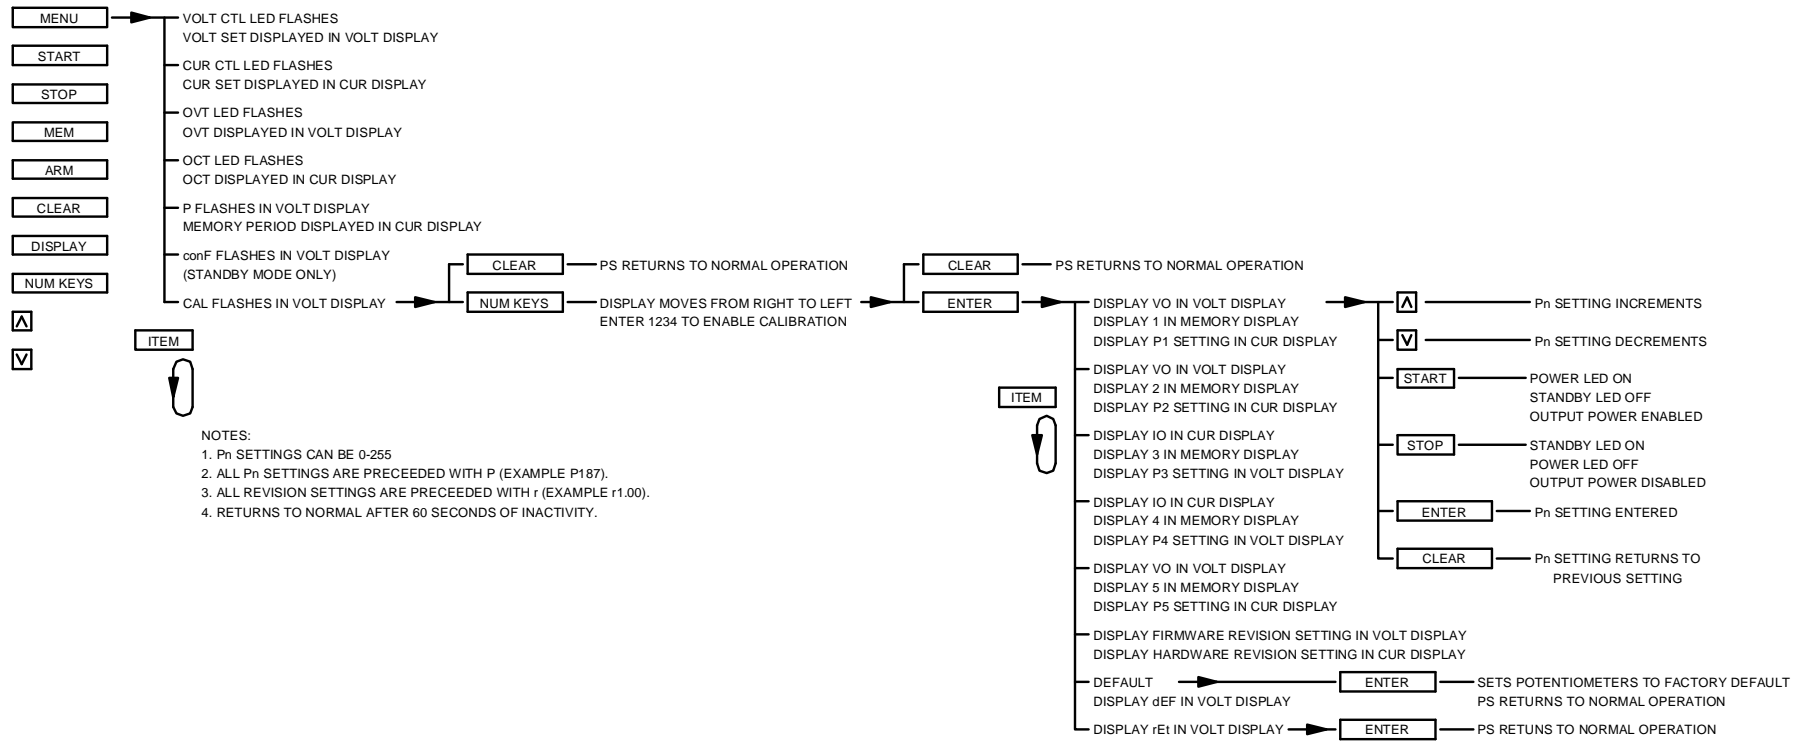 MENU
START
STOP
MEM
ARM
CLEAR
DISPLAY
NUM KEYS
VOLT CTL LED FLASHES
VOLT SET DISPLAYED IN VOLT DISPLAY
CUR CTL LED FLASHES
CUR SET DISPLAYED IN CUR DISPLAY
OVT LED FLASHES
OVT DISPLAYED IN VOLT DISPLAY
OCT LED FLASHES
OCT DISPLAYED IN CUR DISPLAY
P FLASHES IN VOLT DISPLAY
MEMORY PERIOD DISPLAYED IN CUR DISPLAY
conF FLASHES IN VOLT DISPLAY
(STANDBY MODE ONLY)
CAL FLASHES IN VOLT DISPLAY
ITEM
NOTES:
1. Pn SETTINGS CAN BE 0-255
2. ALL Pn SETTINGS ARE PRECEEDED WITH P (EXAMPLE P187).
3. ALL REVISION SETTINGS ARE PRECEEDED WITH r (EXAMPLE r1.00).
4. RETURNS TO NORMAL AFTER 60 SECONDS OF INACTIVITY.
CLEAR
PS RETURNS TO NORMAL OPERATION
NUM KEYS
DISPLAY MOVES FROM RIGHT TO LEFT
ENTER 1234 TO ENABLE CALIBRATION
CLEAR
PS RETURNS TO NORMAL OPERATION
ENTER
ITEM
DISPLAY VO IN VOLT DISPLAY
DISPLAY 1 IN MEMORY DISPLAY
DISPLAY P1 SETTING IN CUR DISPLAY
DISPLAY VO IN VOLT DISPLAY
DISPLAY 2 IN MEMORY DISPLAY
DISPLAY P2 SETTING IN CUR DISPLAY
DISPLAY IO IN CUR DISPLAY
DISPLAY 3 IN MEMORY DISPLAY
DISPLAY P3 SETTING IN VOLT DISPLAY
DISPLAY IO IN CUR DISPLAY
DISPLAY 4 IN MEMORY DISPLAY
DISPLAY P4 SETTING IN VOLT DISPLAY
DISPLAY VO IN VOLT DISPLAY
DISPLAY 5 IN MEMORY DISPLAY
DISPLAY P5 SETTING IN CUR DISPLAY
DISPLAY FIRMWARE REVISION SETTING IN VOLT DISPLAY
DISPLAY HARDWARE REVISION SETTING IN CUR DISPLAY
DEFAULT
DISPLAY dEF IN VOLT DISPLAY
ENTER
SETS POTENTIOMETERS TO FACTORY DEFAULT
PS RETURNS TO NORMAL OPERATION
DISPLAY rEt IN VOLT DISPLAY
ENTER
PS RETUNS TO NORMAL OPERATION
Pn SETTING INCREMENTS
Pn SETTING DECREMENTS
START
POWER LED ON
STANDBY LED OFF
OUTPUT POWER ENABLED
STOP
STANDBY LED ON
POWER LED OFF
OUTPUT POWER DISABLED
ENTER
Pn SETTING ENTERED
CLEAR
Pn SETTING RETURNS TO
PREVIOUS SETTING